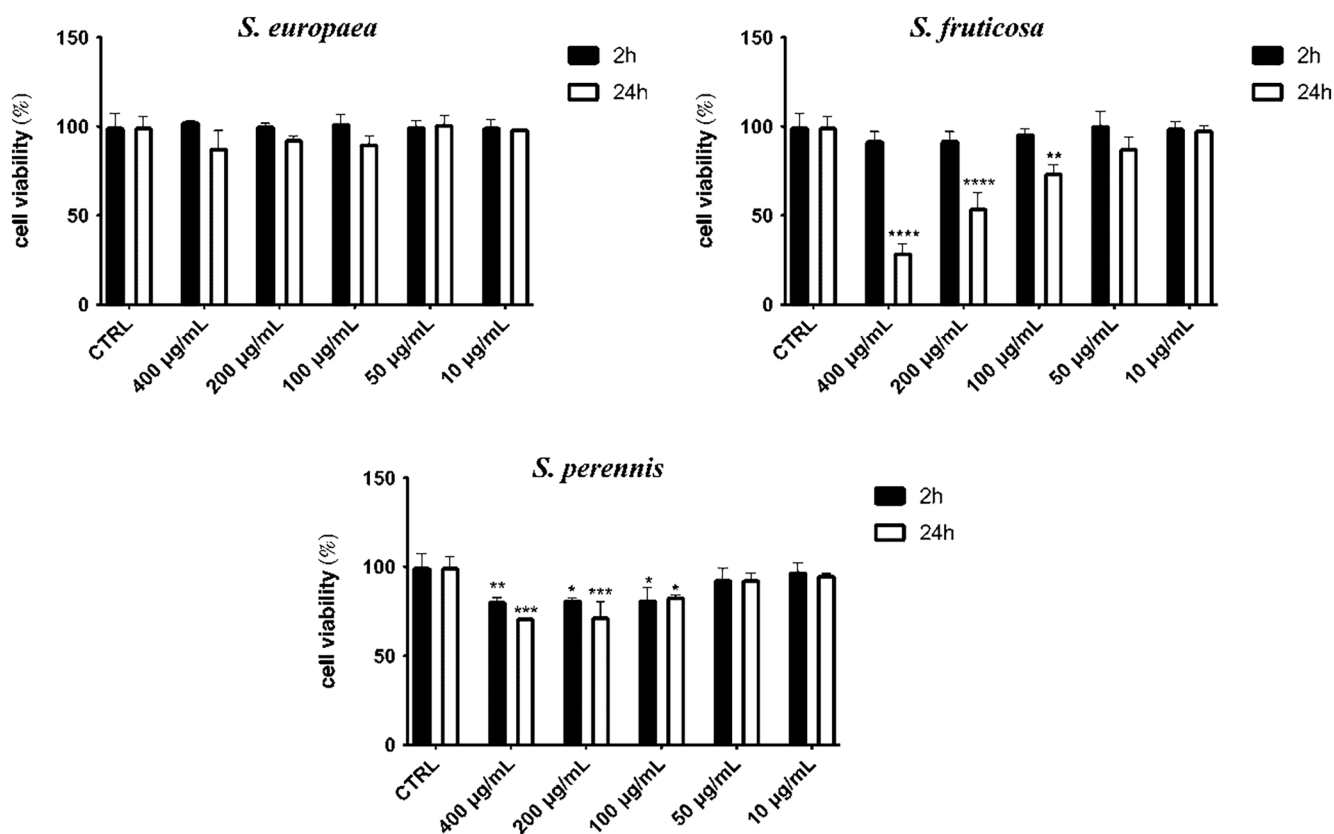 S. europaea
2h
24h
cell viability (%)
150
100
50
0
CTRL
400 µg/mL
200 µg/mL
100 µg/mL
50 µg/mL
10 µg/mL
S. fruticosa
2h
24h
cell viability (%)
150
100
50
0
****
****
**
CTRL
400 µg/mL
200 µg/mL
100 µg/mL
50 µg/mL
10 µg/mL
S. perennis
2h
24h
cell viability (%)
150
100
50
0
**
***
*
***
*
*
CTRL
400 µg/mL
200 µg/mL
100 µg/mL
50 µg/mL
10 µg/mL